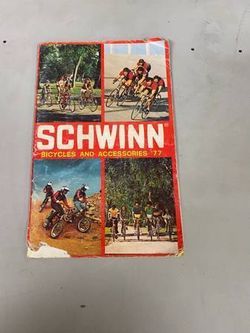 SCHWINN
BICYCLES AND ACCESSORIES '77